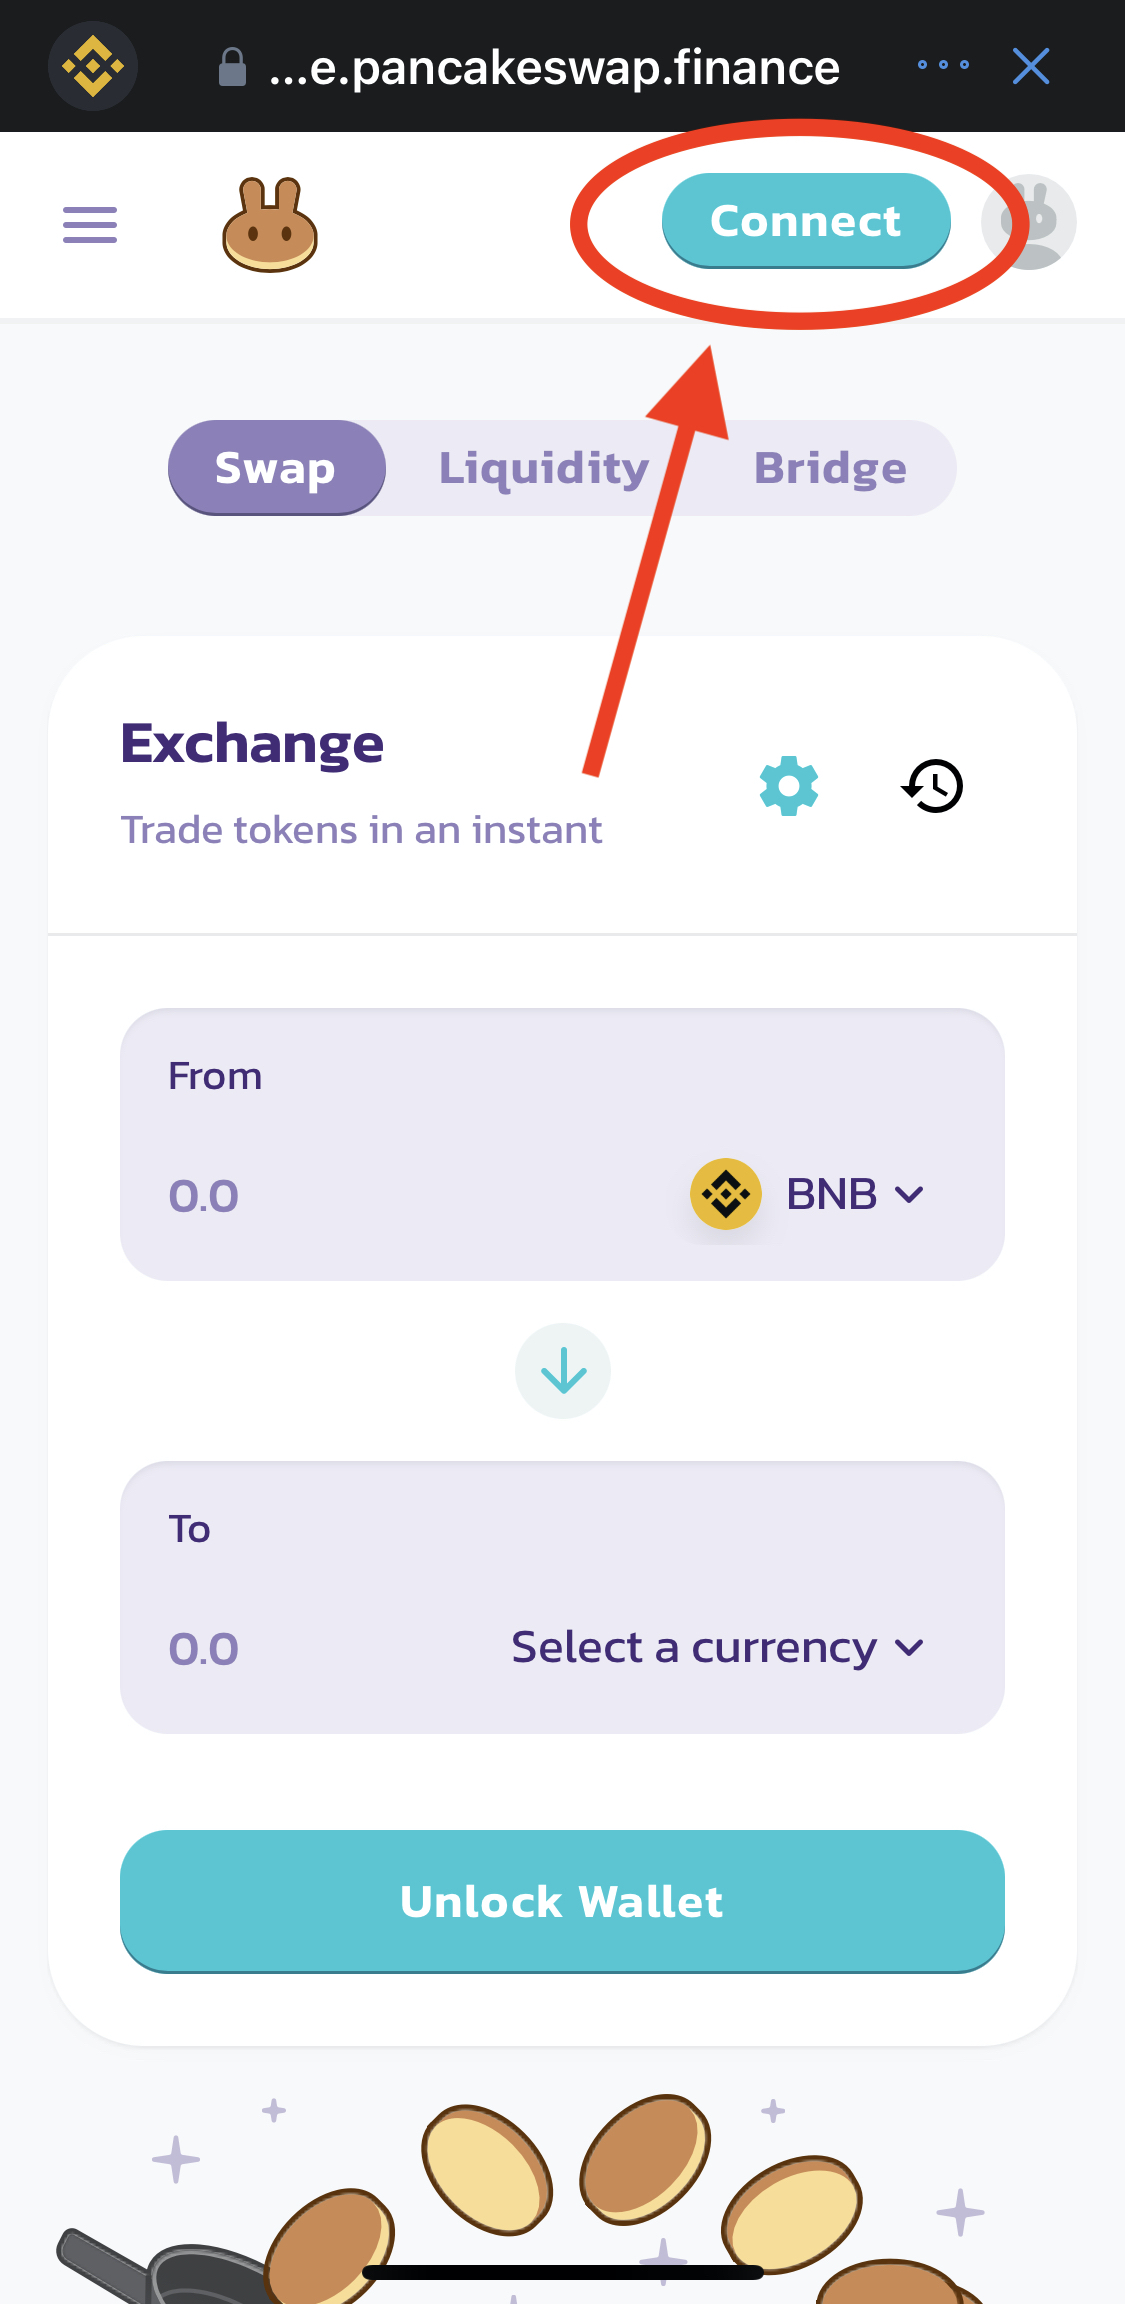 ...e.pancakeswap.finance
Connect
Swap Liquidity Bridge
Exchange
Trade tokens in an instant
From
0.0 BNB
To
0.0 Select a currency
Unlock Wallet